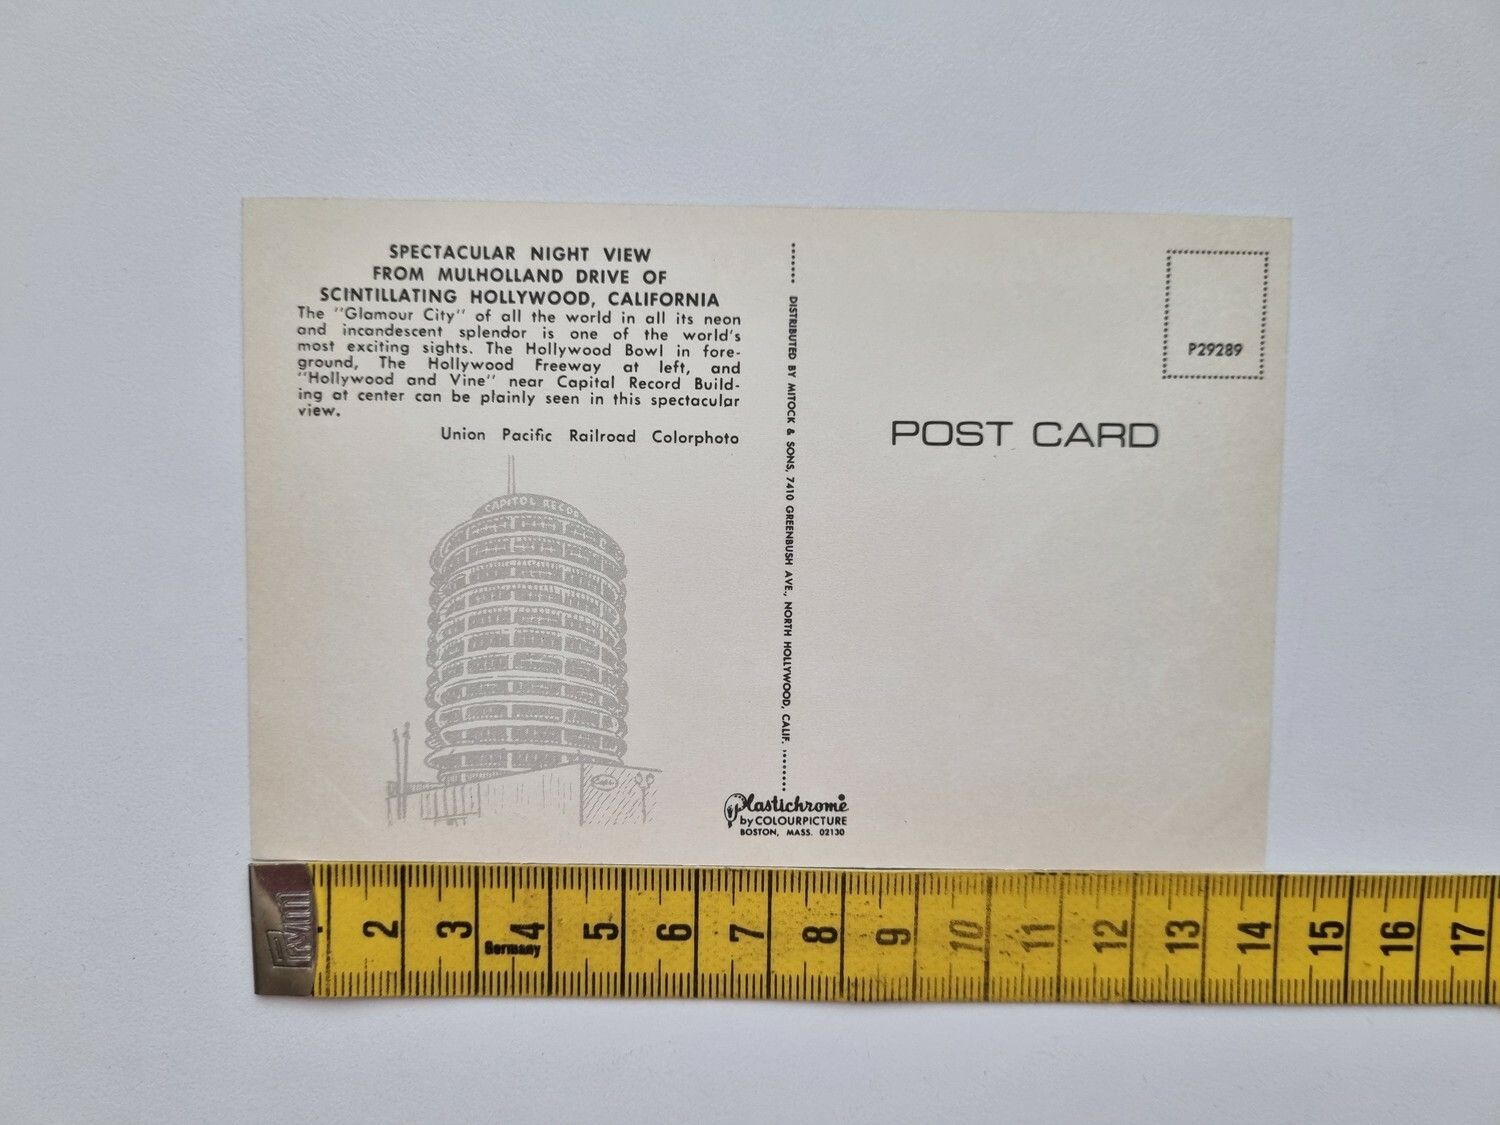 SPECTACULAR NIGHT VIEW
FROM MULHOLLAND DRIVE OF
SCINTILLATING HOLLYWOOD, CALIFORNIA
The "Glamour City" of all the world in all its neon
and incandescent splendor is one of the world's
most exciting sights. The Hollywood Bowl in fore-
ground, The Hollywood Freeway at left, and
"Hollywood and Vine" near Capital Record Build-
ing at center can be plainly seen in this spectacular
view.
Union Pacific Railroad Colorphoto
CAPITOL RECOR
DISTRIBUTED BY MITOCK & SONS, 7410 GREENBUSH AVE., NORTH HOLLYWOOD, CALIF.
Plastichrome
by COLOURPICTURE
BOSTON, MASS. 02130
P29289
POST CARD
Prym
2 3 4 5 6 7 8 9 10 11 12 13 14 15 16 17
Germany